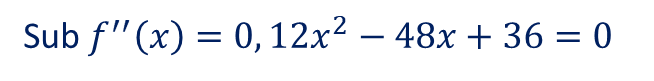 Sub f''(x) = 0, 12x² − 48x + 36 = 0